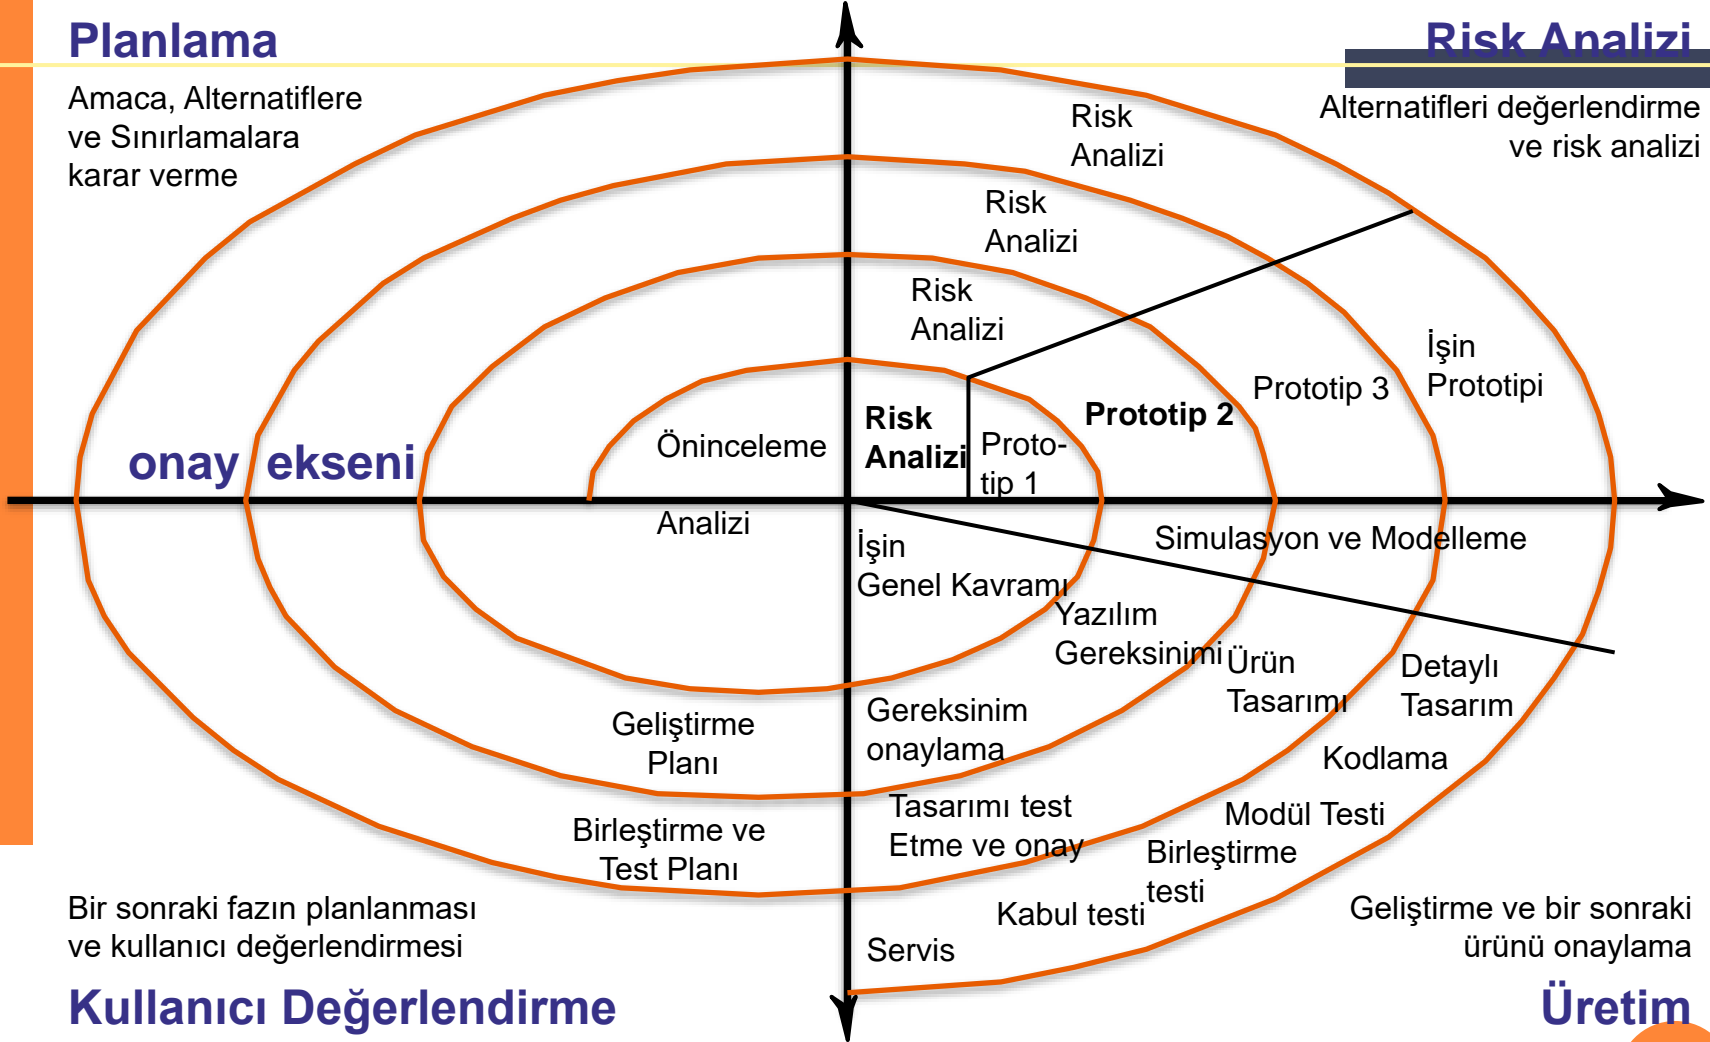 Planlama
Risk Analizi
Amaca, Alternatiflere
ve Sınırlamalara
karar verme
Alternatifleri değerlendirme
ve risk analizi
Risk
Analizi
Risk
Analizi
Risk
Analizi
İşin
Prototipi
Prototip 3
Prototip 2
Risk
Analizi
Proto-
tip 1
Öninceleme
onay ekseni
Analizi
İşin
Genel Kavramı
Simulasyon ve Modelleme
Yazılım
Gereksinimi
Ürün
Tasarımı
Detaylı
Tasarım
Geliştirme
Planı
Gereksinim
onaylama
Kodlama
Birleştirme ve
Test Planı
Tasarımı test
Etme ve onay
Modül Testi
Birleştirme
testi
Kabul testi
Servis
Bir sonraki fazın planlanması
ve kullanıcı değerlendirmesi
Geliştirme ve bir sonraki
ürünü onaylama
Kullanıcı Değerlendirme
Üretim